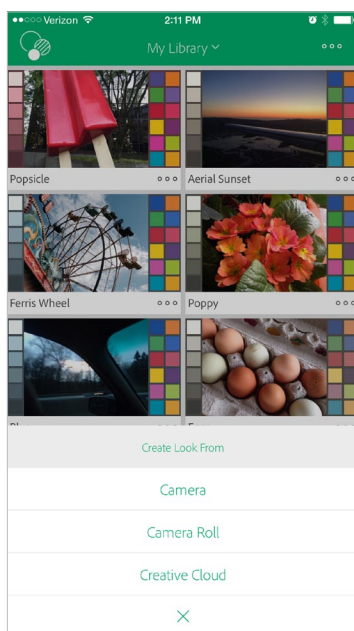 Verizon 2:11 PM
My Library
Popsicle
Aerial Sunset
Ferris Wheel
Poppy
Create Look From
Camera
Camera Roll
Creative Cloud